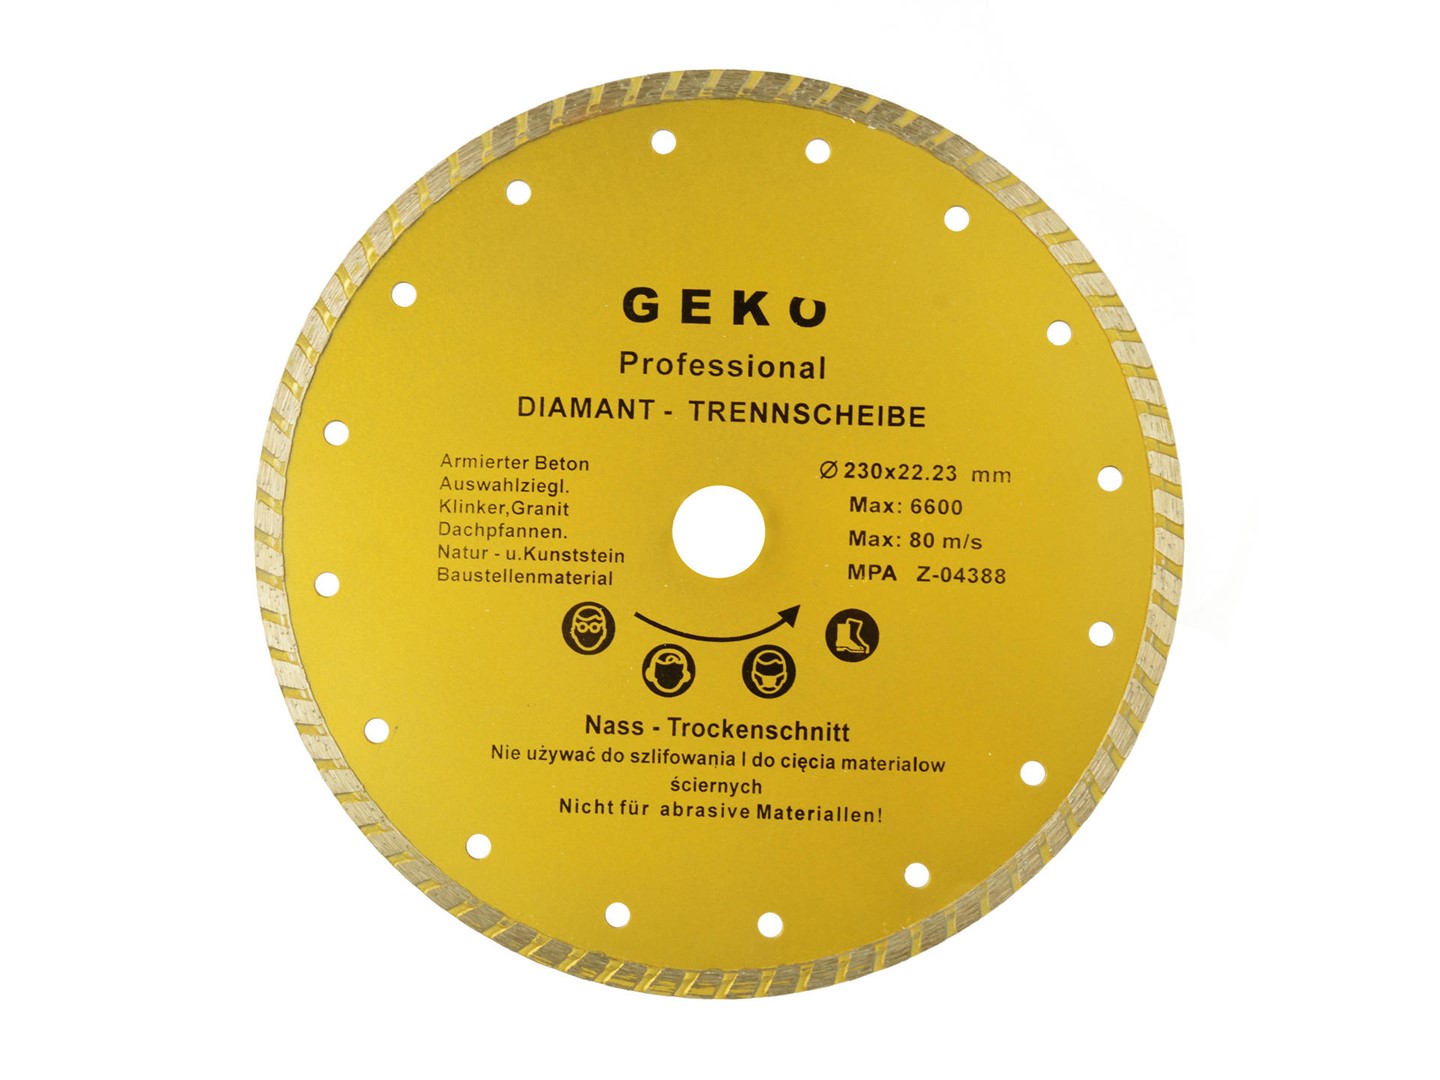 GEKO
Professional
DIAMANT - TRENNSCHEIBE
Armierter Beton
Auswahlziegl.
Klinker,Granit
Dachpfannen.
Natur - u.Kunststein
Baustellenmaterial
Ø 230x22.23 mm
Max: 6600
Max: 80 m/s
MPA Z-04388
Nass - Trockenschnitt
Nie używać do szlifowania I do cięcia materialow
ściernych
Nicht für abrasive Materiallen!